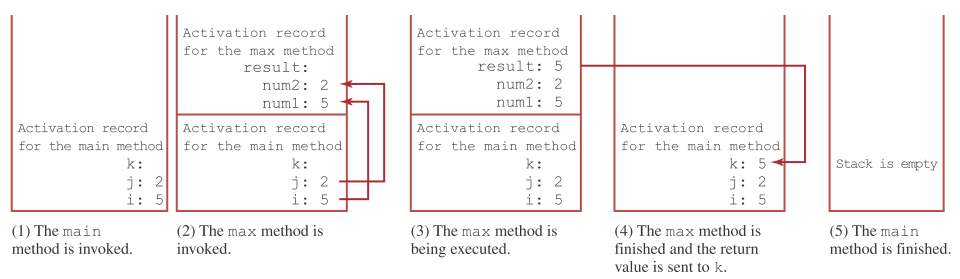 Activation record
for the main method
k:
j: 2
i: 5
(1) The main
method is invoked.
Activation record
for the max method
result:
num2: 2
num1: 5
Activation record
for the main method
k:
j: 2
i: 5
(2) The max method is
invoked.
Activation record
for the max method
result: 5
num2: 2
num1: 5
Activation record
for the main method
k:
j: 2
i: 5
(3) The max method is
being executed.
Activation record
for the main method
k: 5
j: 2
i: 5
(4) The max method is
finished and the return
value is sent to k.
Stack is empty
(5) The main
method is finished.